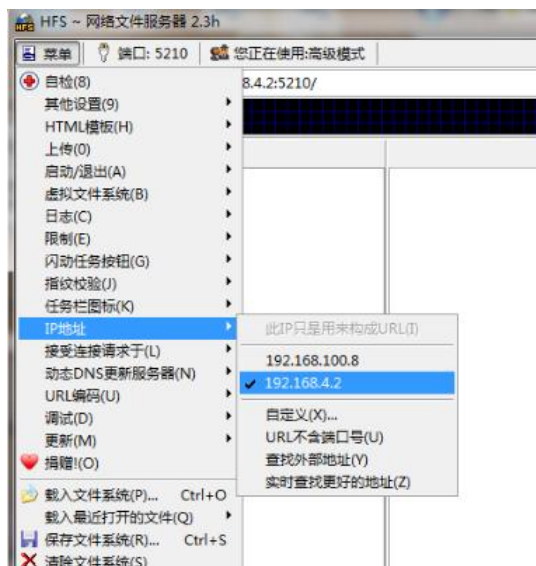 HFS ~ 网络文件服务器 2.3h
菜单 端口: 5210 您正在使用:高级模式
自检(8) 8.4.2:5210/
其他设置(9)
HTML模板(H)
上传(0)
启动/退出(A)
虚拟文件系统(B)
日志(C)
限制(E)
闪动任务按钮(G)
指纹校验(J)
任务栏图标(K)
IP地址 此IP只是用来构成URL(I)
接受连接请求于(L) 192.168.100.8
动态DNS更新服务器(N) 192.168.4.2
URL编码(U)
调试(D) 自定义(X)...
更新(M) URL不含端口号(U)
捐赠!(O) 查找外部地址(Y)
实时查找更好的地址(Z)
载入文件系统(P)... Ctrl+O
载入最近打开的文件(Q)
保存文件系统(R)... Ctrl+S
清除文件系统(S)